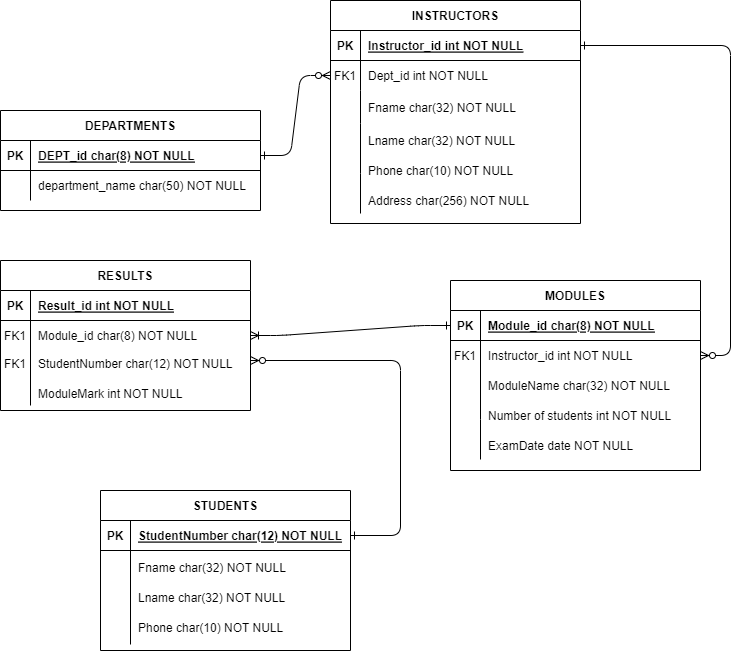 INSTRUCTORS
PK Instructor_id int NOT NULL
FK1 Dept_id int NOT NULL
Fname char(32) NOT NULL
Lname char(32) NOT NULL
Phone char(10) NOT NULL
Address char(256) NOT NULL
DEPARTMENTS
PK DEPT_id char(8) NOT NULL
department_name char(50) NOT NULL
RESULTS
PK Result_id int NOT NULL
FK1 Module_id char(8) NOT NULL
FK1 StudentNumber char(12) NOT NULL
ModuleMark int NOT NULL
MODULES
PK Module_id char(8) NOT NULL
FK1 Instructor_id int NOT NULL
ModuleName char(32) NOT NULL
Number of students int NOT NULL
ExamDate date NOT NULL
STUDENTS
PK StudentNumber char(12) NOT NULL
Fname char(32) NOT NULL
Lname char(32) NOT NULL
Phone char(10) NOT NULL